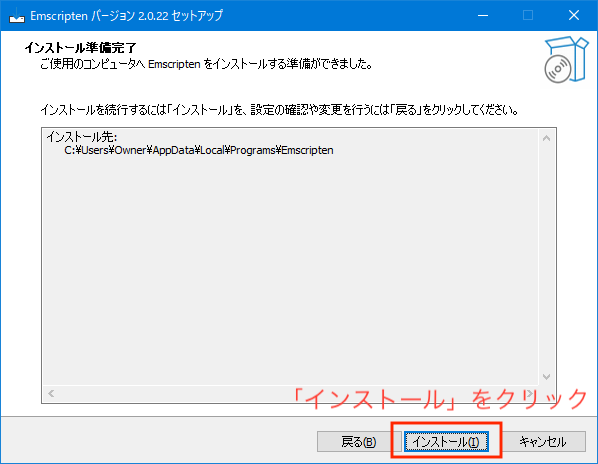 Emscripten バージョン 2.0.22 セットアップ
インストール準備完了
ご使用のコンピュータへ Emscripten をインストールする準備ができました。
インストールを続行するには「インストール」を、設定の確認や変更を行うには「戻る」をクリックしてください。
インストール先:
C:¥Users¥Owner¥AppData¥Local¥Programs¥Emscripten
「インストール」をクリック
戻る(B)
インストール(I)
キャンセル